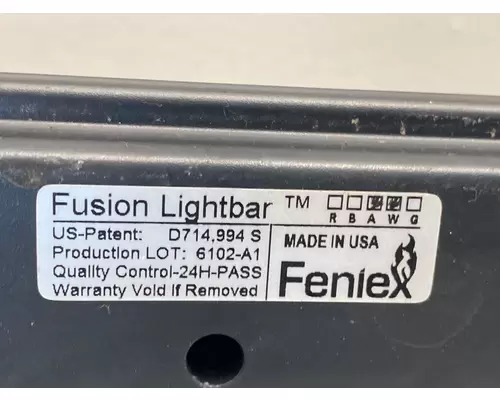 Fusion Lightbar ™
R B A W G
US-Patent: D714,994 S
Production LOT: 6102-A1
Quality Control-24H-PASS
Warranty Void If Removed
MADE IN USA
Feniex